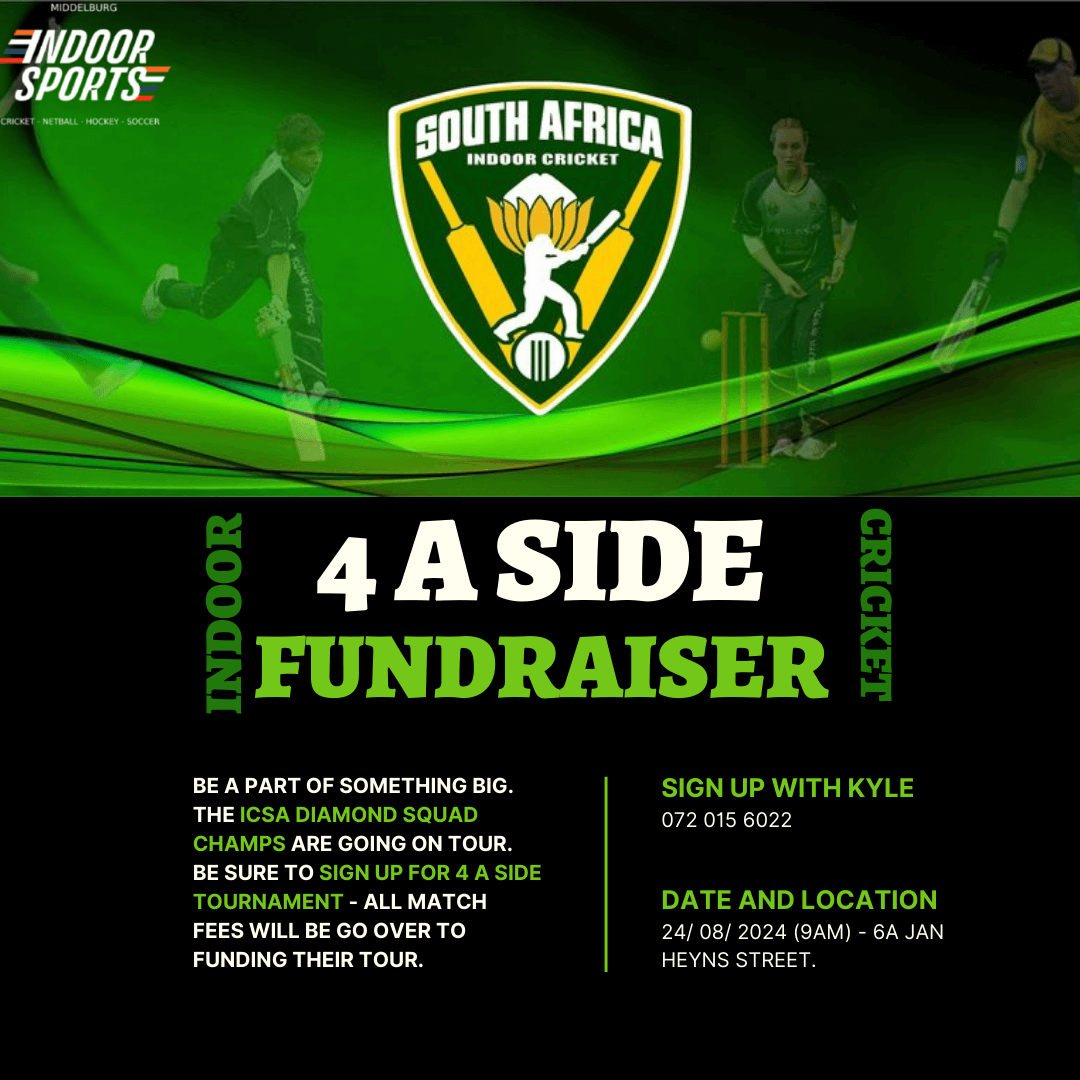 MIDDELBURG
INDOOR
SPORTS
CRICKET - NETBALL - HOCKEY - SOCCER
SOUTH AFRICA
INDOOR CRICKET
INDOOR
4 A SIDE
FUNDRAISER
CRICKET
BE A PART OF SOMETHING BIG.
THE ICSA DIAMOND SQUAD
CHAMPS ARE GOING ON TOUR.
BE SURE TO SIGN UP FOR 4 A SIDE
TOURNAMENT - ALL MATCH
FEES WILL BE GO OVER TO
FUNDING THEIR TOUR.
SIGN UP WITH KYLE
072 015 6022
DATE AND LOCATION
24/ 08/ 2024 (9AM) - 6A JAN
HEYNS STREET.